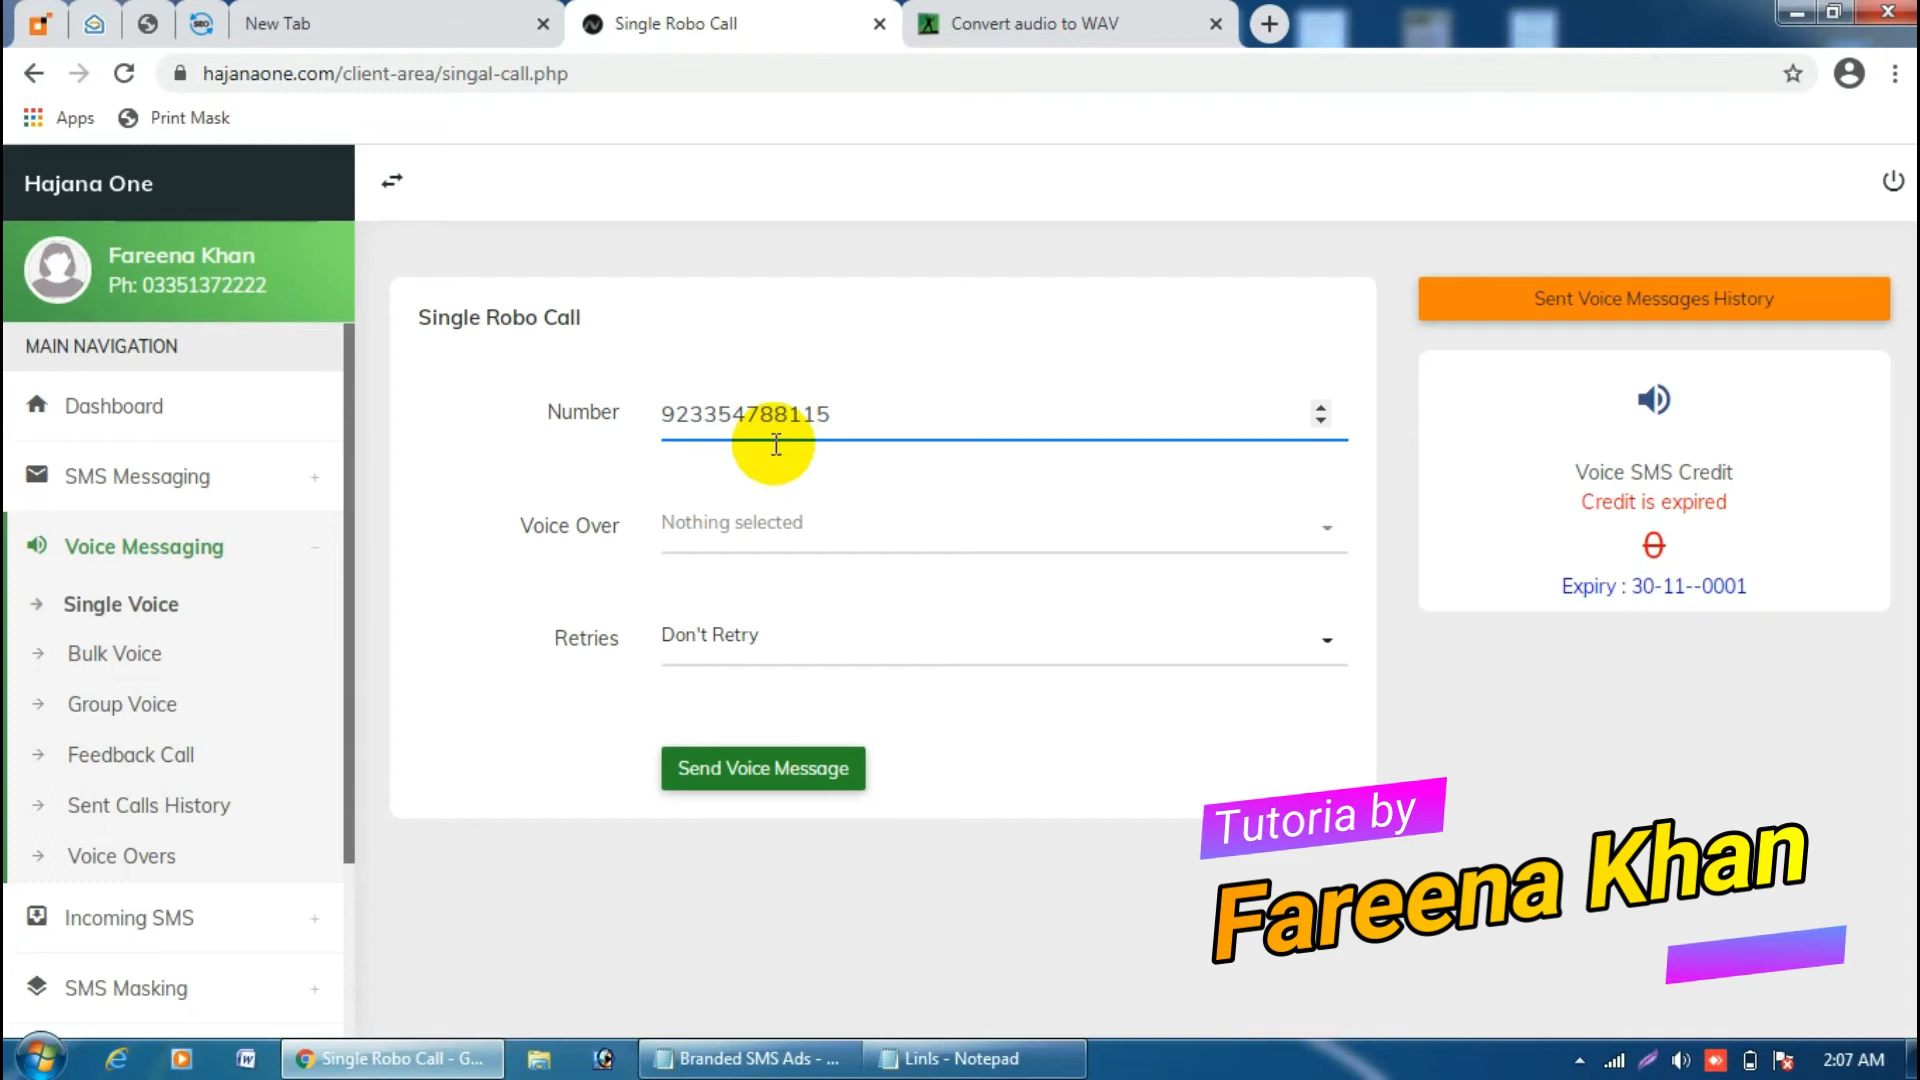 New Tab
Single Robo Call
Convert audio to WAV
hajanaone.com/client-area/singal-call.php
Apps
Print Mask
Hajana One
Fareena Khan
Ph: 03351372222
MAIN NAVIGATION
Dashboard
SMS Messaging
Voice Messaging
Single Voice
Bulk Voice
Group Voice
Feedback Call
Sent Calls History
Voice Overs
Incoming SMS
SMS Masking
Single Robo Call
Number
923354788115
Voice Over
Nothing selected
Retries
Don't Retry
Send Voice Message
Sent Voice Messages History
Voice SMS Credit
Credit is expired
0
Expiry : 30-11--0001
Tutoria by
Fareena Khan
Single Robo Call - G...
Branded SMS Ads - ...
Linls - Notepad
2:07 AM